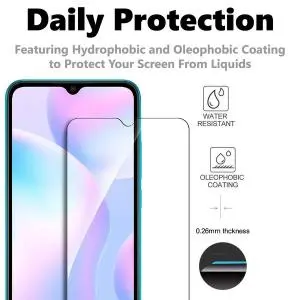 Daily Protection
Featuring Hydrophobic and Oleophobic Coating
to Protect Your Screen From Liquids
WATER
RESISTANT
OLEOPHOBIC
COATING
0.26mm thckness